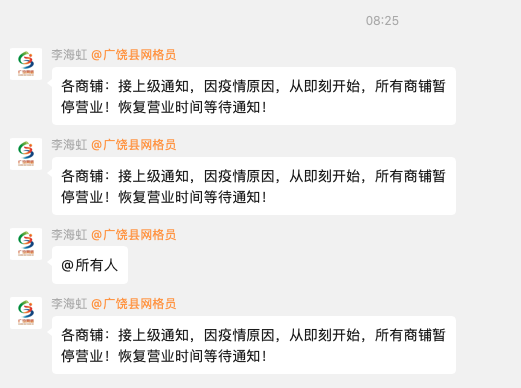 08:25
李海虹 @广饶县网格员
各商铺：接上级通知，因疫情原因，从即刻开始，所有商铺暂
停营业！恢复营业时间等待通知！
李海虹 @广饶县网格员
各商铺：接上级通知，因疫情原因，从即刻开始，所有商铺暂
停营业！恢复营业时间等待通知！
李海虹 @广饶县网格员
@所有人
李海虹 @广饶县网格员
各商铺：接上级通知，因疫情原因，从即刻开始，所有商铺暂
停营业！恢复营业时间等待通知！